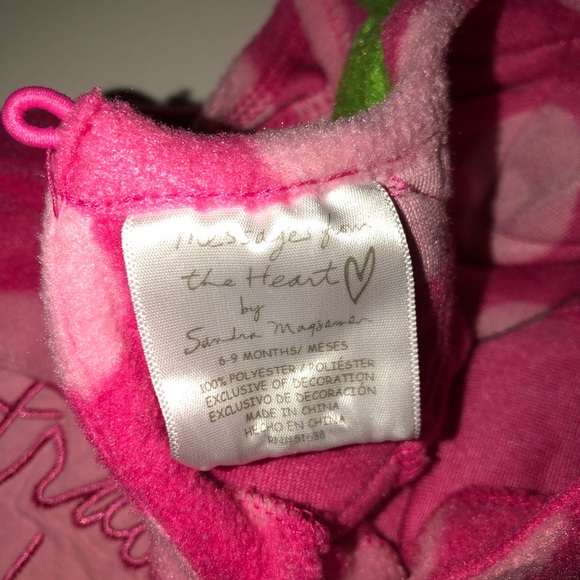 messages from
the Heart
by
Sandra Magsamen
6-9 MONTHS/ MESES
100% POLYESTER / POLIÉSTER
EXCLUSIVE OF DECORATION
EXCLUSIVO DE DECORACIÓN
MADE IN CHINA
HECHO EN CHINA